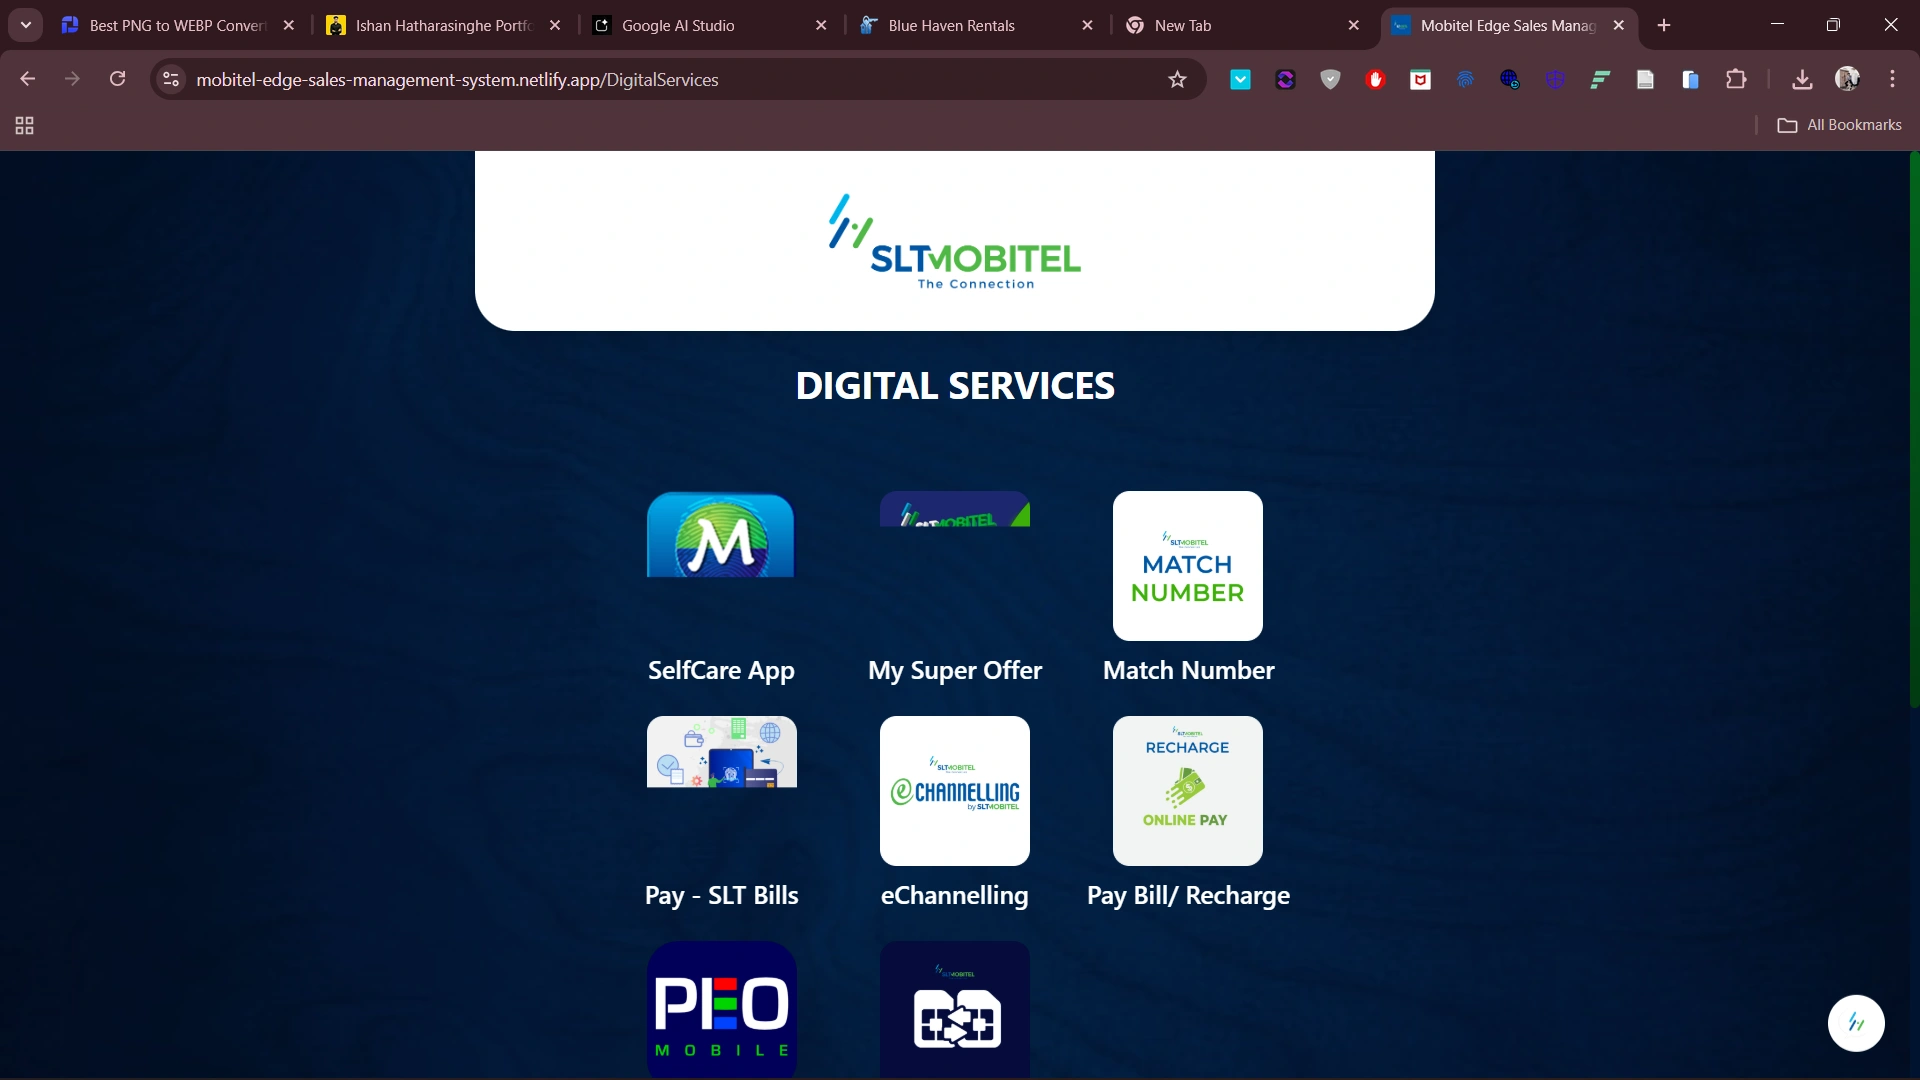 Best PNG to WEBP Convert
Ishan Hatharasinghe Portfo
Google AI Studio
Blue Haven Rentals
New Tab
Mobitel Edge Sales Manag
mobitel-edge-sales-management-system.netlify.app/DigitalServices
All Bookmarks
SLTMOBITEL
The Connection
DIGITAL SERVICES
M
SLTMOBITEL
SLTMOBITEL
MATCH
NUMBER
SelfCare App
My Super Offer
Match Number
SLTMOBITEL
eCHANNELLING
by SLTMOBITEL
SLTMOBITEL
RECHARGE
ONLINE PAY
Pay - SLT Bills
eChannelling
Pay Bill/ Recharge
PEO
MOBILE
SLTMOBITEL